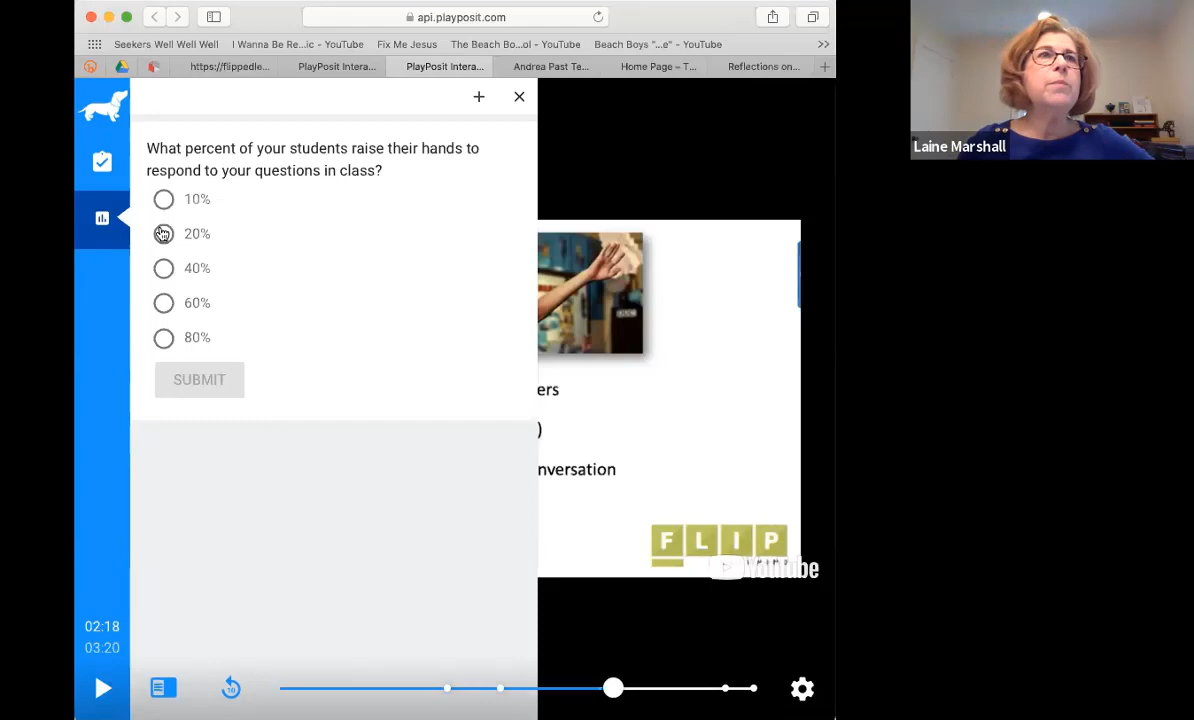 api.playposit.com
Seekers Well Well Well
I Wanna Be Re...ic - YouTube
Fix Me Jesus
The Beach Bo...ol - YouTube
Beach Boys "...e" - YouTube
https://flippedle...
PlayPosit Intera...
PlayPosit Intera...
Andrea Past Te...
Home Page – T...
Reflections on...
What percent of your students raise their hands to
respond to your questions in class?
10%
20%
40%
60%
80%
SUBMIT
ers
)
nversation
FLIP
YouTube
02:18
03:20
10
Laine Marshall